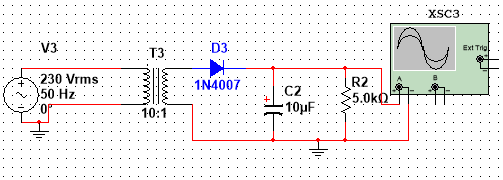 XSC3
V3
T3
D3
Ext Trig
230 Vrms
50 Hz
0°
1N4007
C2
10µF
R2
5.0kΩ
A
B
10:1